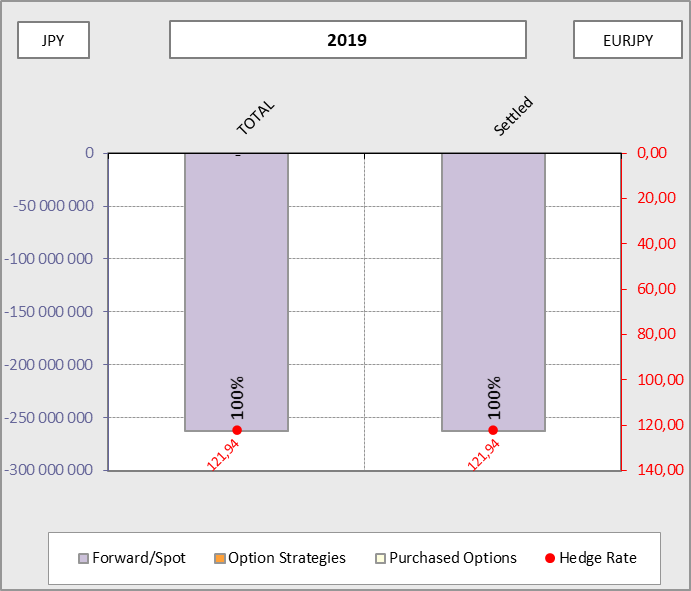 JPY
2019
EURJPY
TOTAL
Settled
0
-50 000 000
-100 000 000
-150 000 000
-200 000 000
-250 000 000
-300 000 000
-
100%
121,94
100%
121,94
0,00
20,00
40,00
60,00
80,00
100,00
120,00
140,00
Forward/Spot
Option Strategies
Purchased Options
Hedge Rate